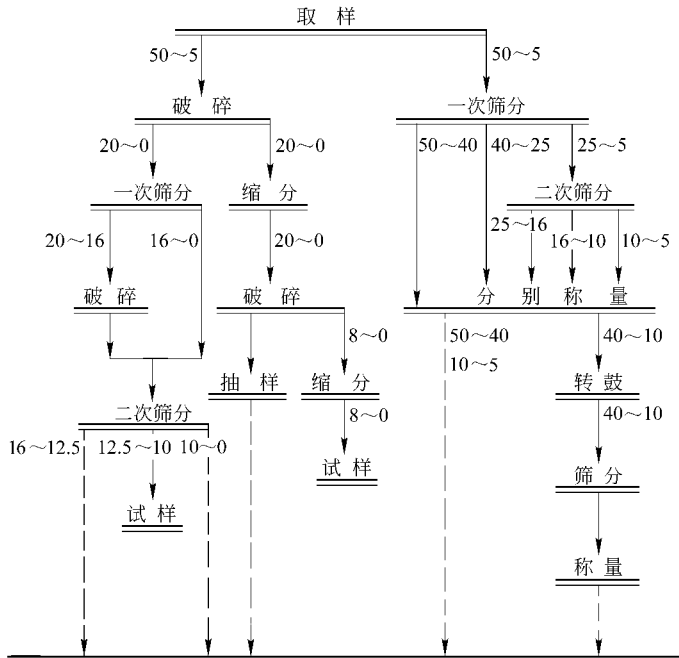 取 样
50～5 50～5
破 碎 一次筛分
20～0 20～0 50～40 40～25 25～5
一次筛分 缩 分 二次筛分
25～16
20～16 16～0 20～0 16～10 10～5
破 碎 破 碎 分 别 称 量
8～0 50～40 40～10
10～5
抽 样 缩 分 转 鼓
二次筛分 8～0 40～10
16～12.5 12.5～10 10～0
试 样 筛 分
试 样
称 量